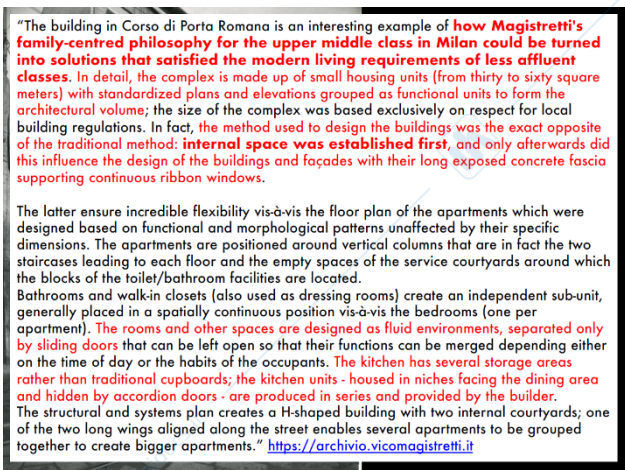 “The building in Corso di Porta Romana is an interesting example of how Magistretti's
family-centred philosophy for the upper middle class in Milan could be turned
into solutions that satisfied the modern living requirements of less affluent
classes. In detail, the complex is made up of small housing units (from thirty to sixty square
meters) with standardized plans and elevations grouped as functional units to form the
architectural volume; the size of the complex was based exclusively on respect for local
building regulations. In fact, the method used to design the buildings was the exact opposite
of the traditional method: internal space was established first, and only afterwards did
this influence the design of the buildings and façades with their long exposed concrete fascia
supporting continuous ribbon windows.
The latter ensure incredible flexibility vis-à-vis the floor plan of the apartments which were
designed based on functional and morphological patterns unaffected by their specific
dimensions. The apartments are positioned around vertical columns that are in fact the two
staircases leading to each floor and the empty spaces of the service courtyards around which
the blocks of the toilet/bathroom facilities are located.
Bathrooms and walk-in closets (also used as dressing rooms) create an independent sub-unit,
generally placed in a spatially continuous position vis-à-vis the bedrooms (one per
apartment). The rooms and other spaces are designed as fluid environments, separated only
by sliding doors that can be left open so that their functions can be merged depending either
on the time of day or the habits of the occupants. The kitchen has several storage areas
rather than traditional cupboards; the kitchen units - housed in niches facing the dining area
and hidden by accordion doors - are produced in series and provided by the builder.
The structural and systems plan creates a H-shaped building with two internal courtyards; one
of the two long wings aligned along the street enables several apartments to be grouped
together to create bigger apartments.” https://archivio.vicomagistretti.it